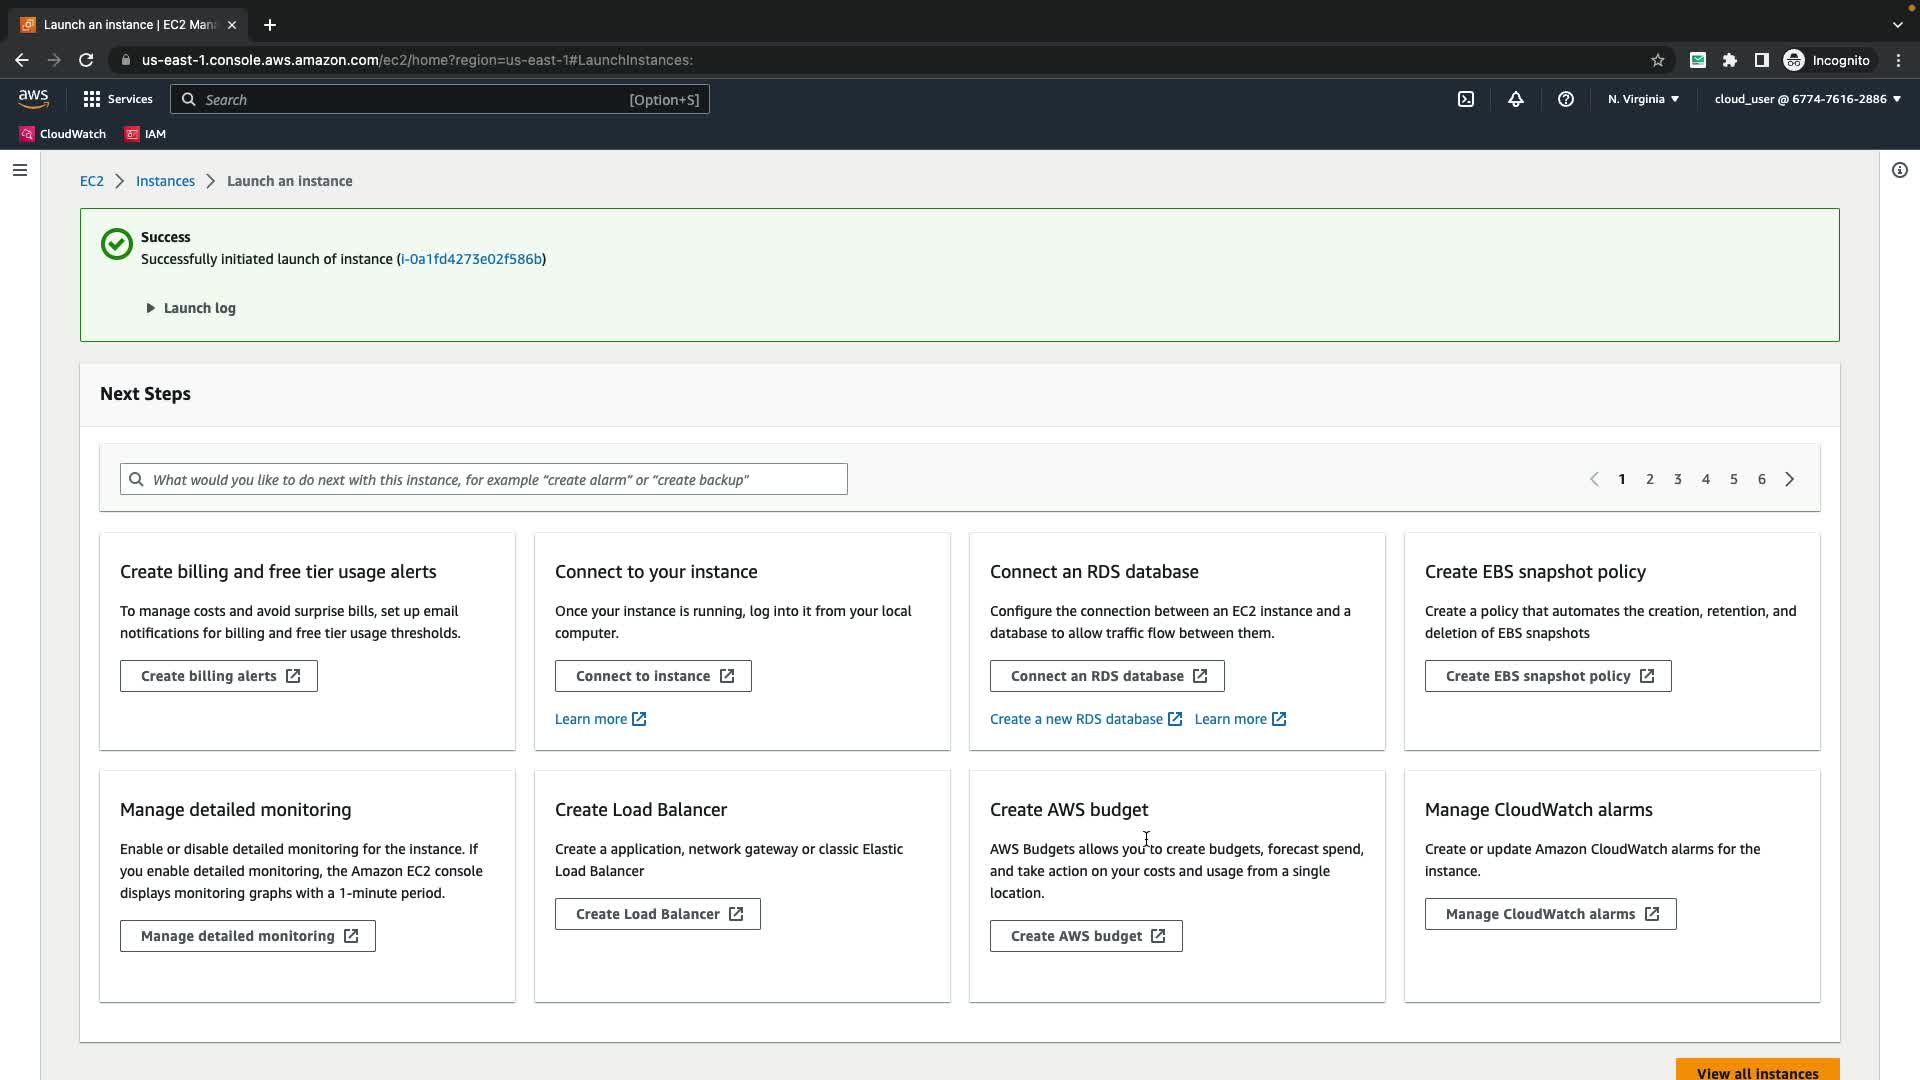 Launch an instance | EC2 Man
us-east-1.console.aws.amazon.com/ec2/home?region=us-east-1#LaunchInstances:
Incognito
aws
Services
Search
[Option+S]
N. Virginia
cloud_user @ 6774-7616-2886
CloudWatch
IAM
EC2
Instances
Launch an instance
Success
Successfully initiated launch of instance (i-0a1fd4273e02f586b)
Launch log
Next Steps
What would you like to do next with this instance, for example "create alarm" or "create backup"
1 2 3 4 5 6
Create billing and free tier usage alerts
To manage costs and avoid surprise bills, set up email
notifications for billing and free tier usage thresholds.
Create billing alerts
Connect to your instance
Once your instance is running, log into it from your local
computer.
Connect to instance
Learn more
Connect an RDS database
Configure the connection between an EC2 instance and a
database to allow traffic flow between them.
Connect an RDS database
Create a new RDS database
Learn more
Create EBS snapshot policy
Create a policy that automates the creation, retention, and
deletion of EBS snapshots
Create EBS snapshot policy
Manage detailed monitoring
Enable or disable detailed monitoring for the instance. If
you enable detailed monitoring, the Amazon EC2 console
displays monitoring graphs with a 1-minute period.
Manage detailed monitoring
Create Load Balancer
Create a application, network gateway or classic Elastic
Load Balancer
Create Load Balancer
Create AWS budget
AWS Budgets allows you to create budgets, forecast spend,
and take action on your costs and usage from a single
location.
Create AWS budget
Manage CloudWatch alarms
Create or update Amazon CloudWatch alarms for the
instance.
Manage CloudWatch alarms
View all instances